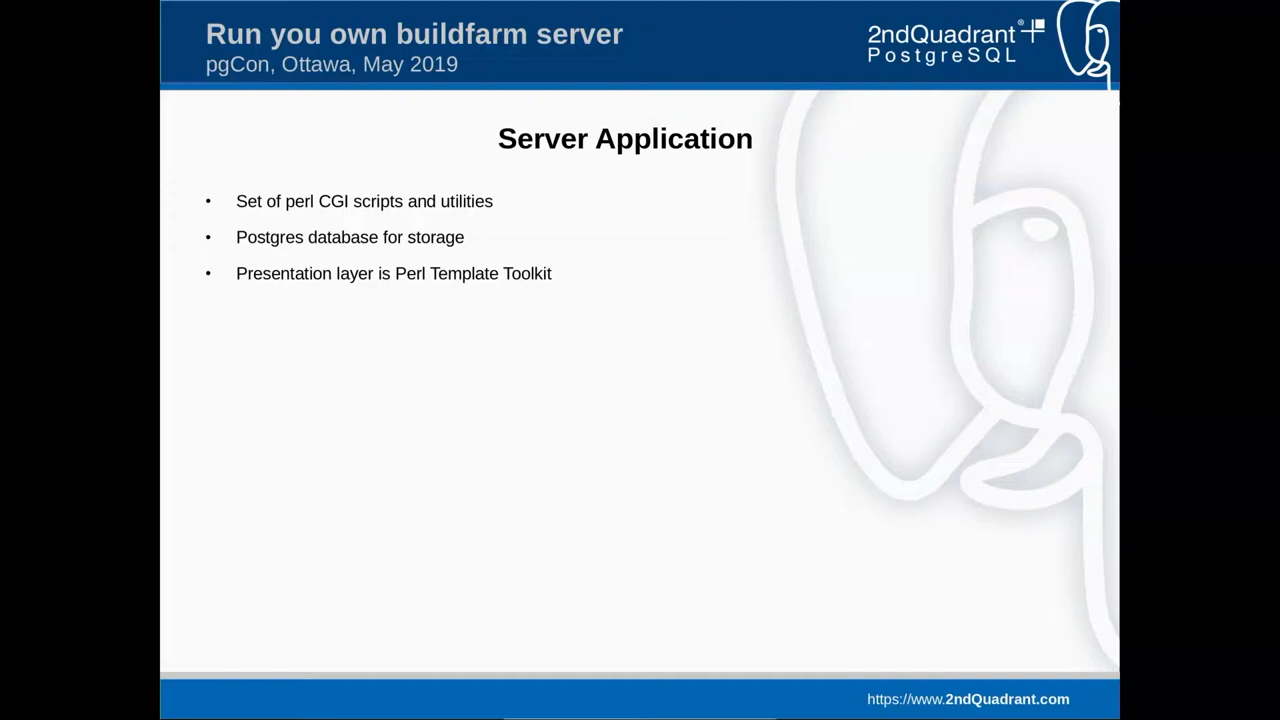 Run you own buildfarm server
pgCon, Ottawa, May 2019
2ndQuadrant®
PostgreSQL
Server Application
• Set of perl CGI scripts and utilities
• Postgres database for storage
• Presentation layer is Perl Template Toolkit
https://www.2ndQuadrant.com